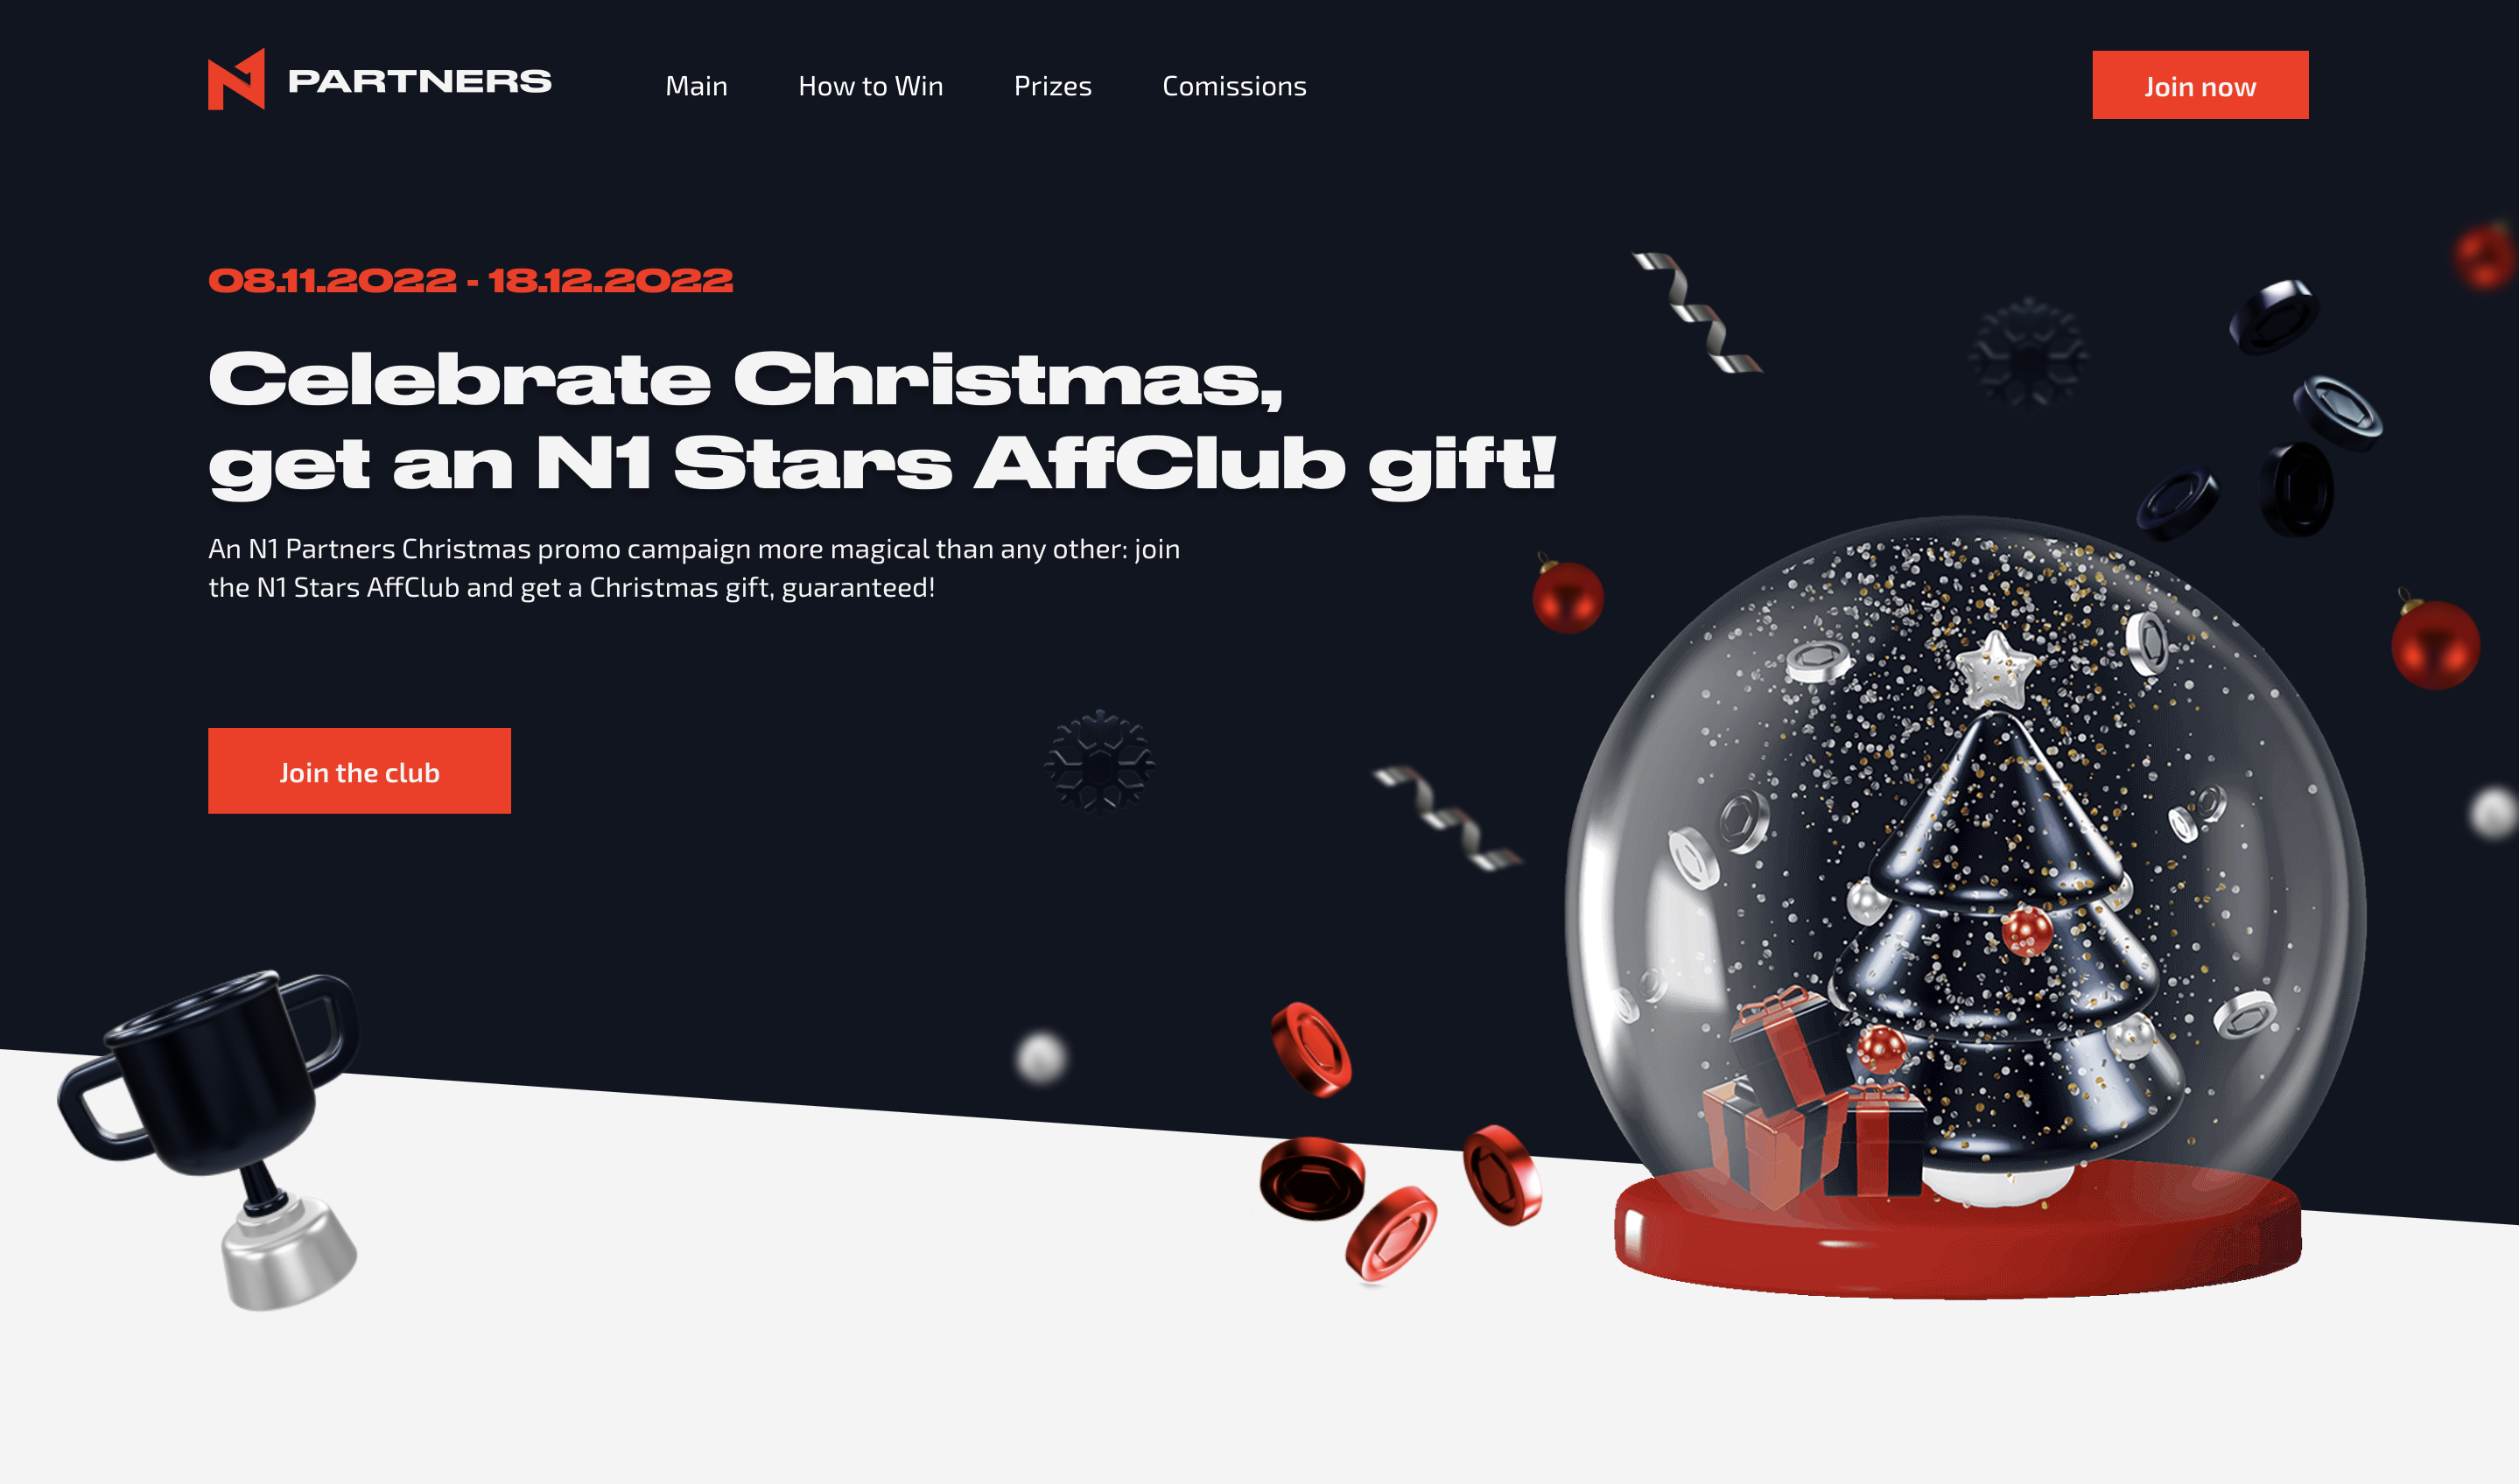 N1 PARTNERS
Main
How to Win
Prizes
Comissions
Join now
08.11.2022 - 18.12.2022
Celebrate Christmas,
get an N1 Stars AffClub gift!
An N1 Partners Christmas promo campaign more magical than any other: join
the N1 Stars AffClub and get a Christmas gift, guaranteed!
Join the club